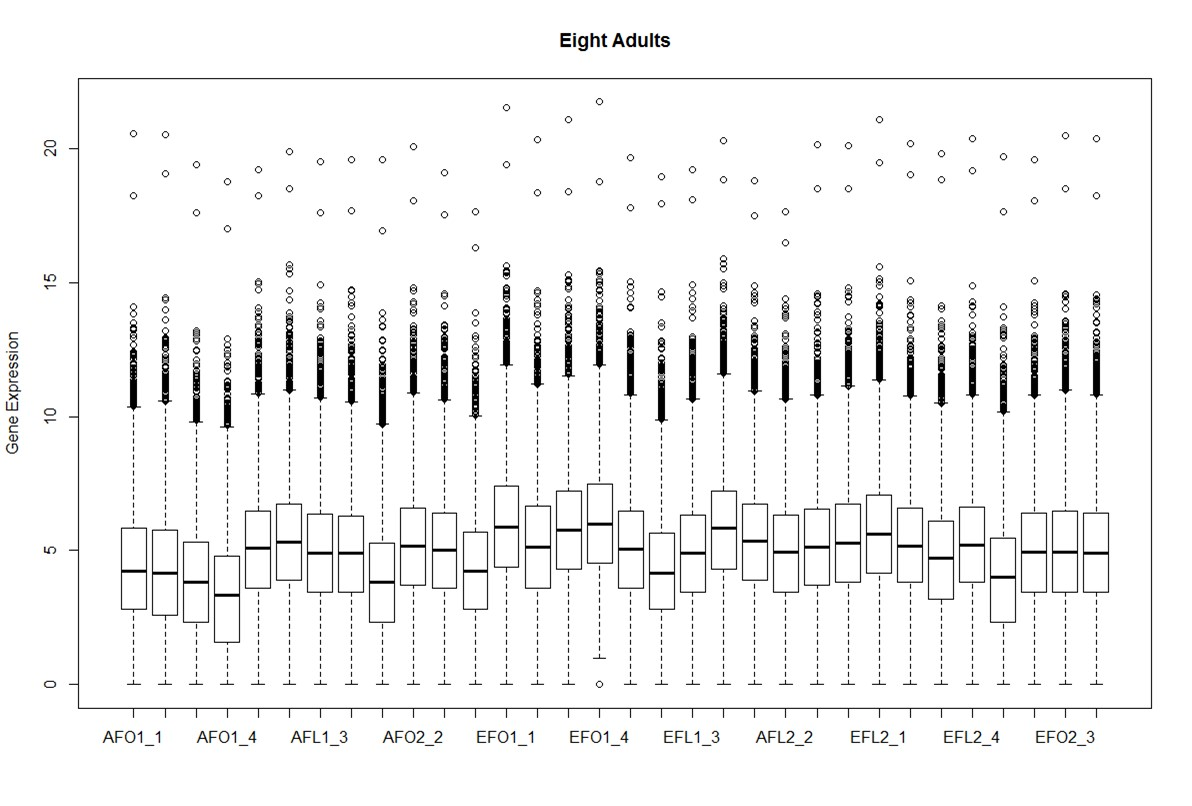 Eight Adults
Gene Expression
20
15
10
5
0
AFO1_1 AFO1_4 AFL1_3 AFO2_2 EFO1_1 EFO1_4 EFL1_3 AFL2_2 EFL2_1 EFL2_4 EFO2_3